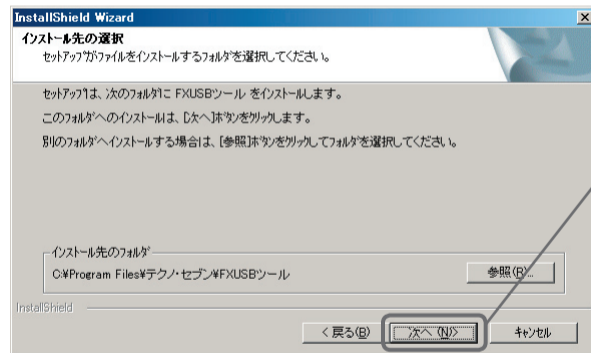 InstallShield Wizard
インストール先の選択
セットアップがファイルをインストールするフォルダを選択してください。
セットアップは、次のフォルダに FXUSBツール をインストールします。
このフォルダへのインストールは、[次へ]ボタンをクリックします。
別のフォルダへインストールする場合は、[参照]ボタンをクリックしてフォルダを選択してください。
インストール先のフォルダ
C:¥Program Files¥テクノ・セブン¥FXUSBツール
参照(R)...
InstallShield
< 戻る(B)
次へ (N)>
キャンセル